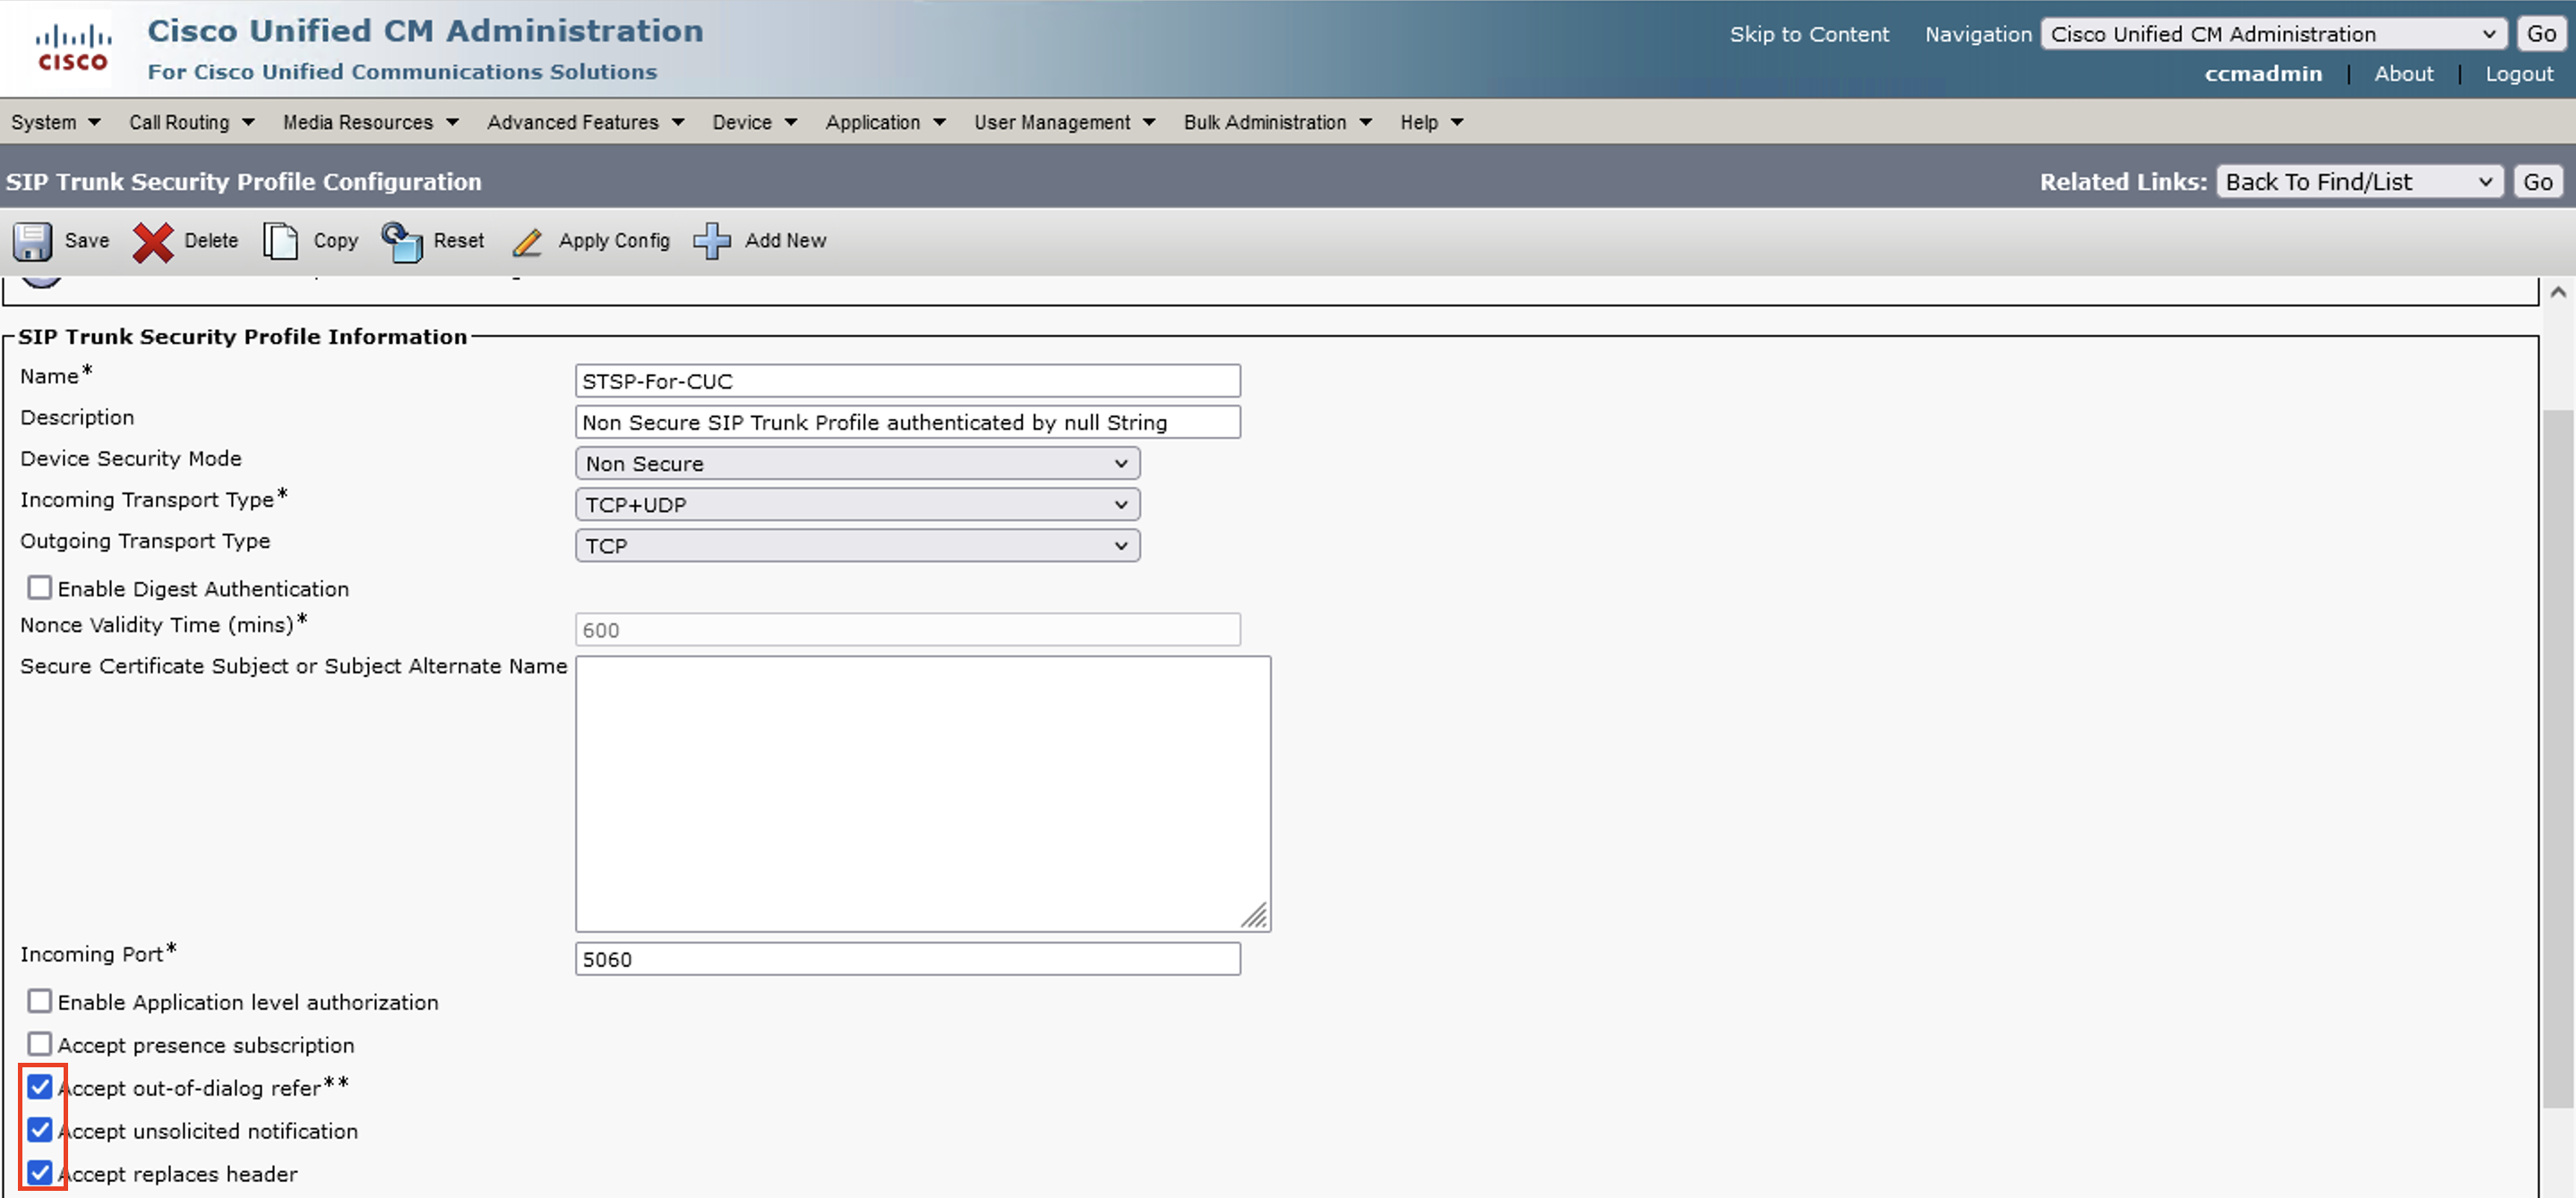 Cisco Unified CM Administration
For Cisco Unified Communications Solutions
CISCO
Skip to Content Navigation Cisco Unified CM Administration Go
ccmadmin | About | Logout
System Call Routing Media Resources Advanced Features Device Application User Management Bulk Administration Help
SIP Trunk Security Profile Configuration
Related Links: Back To Find/List Go
Save Delete Copy Reset Apply Config Add New
SIP Trunk Security Profile Information
Name* STSP-For-CUC
Description Non Secure SIP Trunk Profile authenticated by null String
Device Security Mode Non Secure
Incoming Transport Type* TCP+UDP
Outgoing Transport Type TCP
Enable Digest Authentication
Nonce Validity Time (mins)* 600
Secure Certificate Subject or Subject Alternate Name
Incoming Port* 5060
Enable Application level authorization
Accept presence subscription
Accept out-of-dialog refer**
Accept unsolicited notification
Accept replaces header